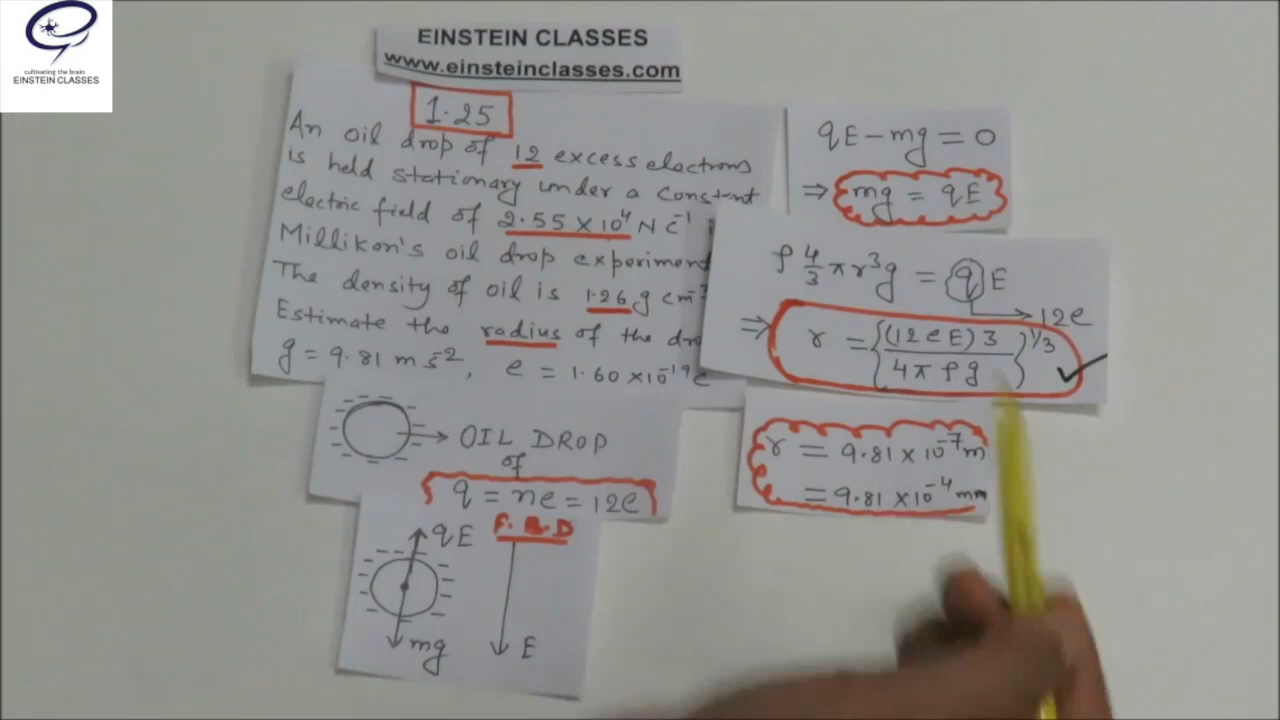 cultivating the brain
EINSTEIN CLASSES
EINSTEIN CLASSES
www.einsteinclasses.com
1.25
An oil drop of 12 excess electrons
is held stationary under a constant
electric field of 2.55 × 10⁴ N C⁻¹
Millikan's oil drop experiment
The density of oil is 1.26 g cm⁻³
Estimate the radius of the
g = 9.81 m s⁻², e = 1.60 × 10⁻¹⁹ C
OIL DROP
of
q = ne = 12e
qE F.B.D
mg E
qE − mg = 0
⇒ mg = qE
ρ 4/3 π r³ g = q E
12e
⇒ r = {(12eE)3 / 4πρg}^1/3
r = 9.81 × 10⁻⁷ m
= 9.81 × 10⁻⁴ mm